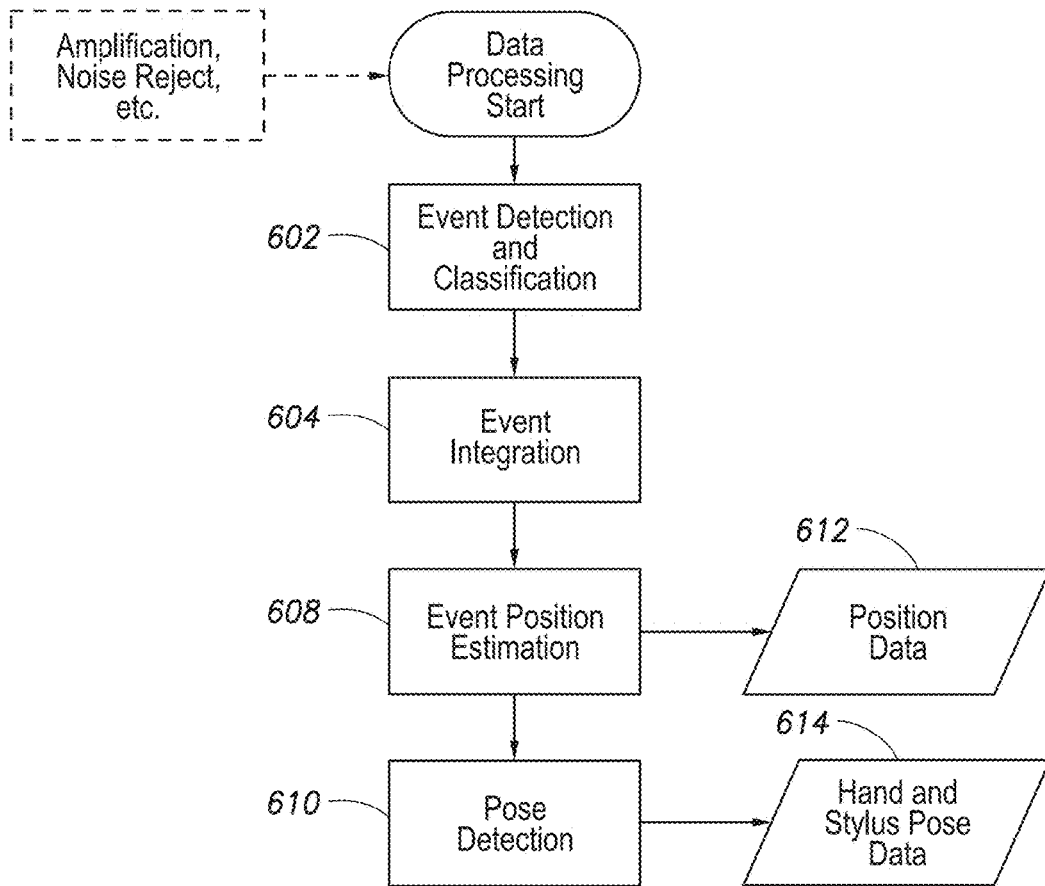 Amplification,
Noise Reject,
etc.
Data
Processing
Start
602
Event Detection
and
Classification
604
Event
Integration
612
608
Event Position
Estimation
Position
Data
614
610
Pose
Detection
Hand and
Stylus Pose
Data